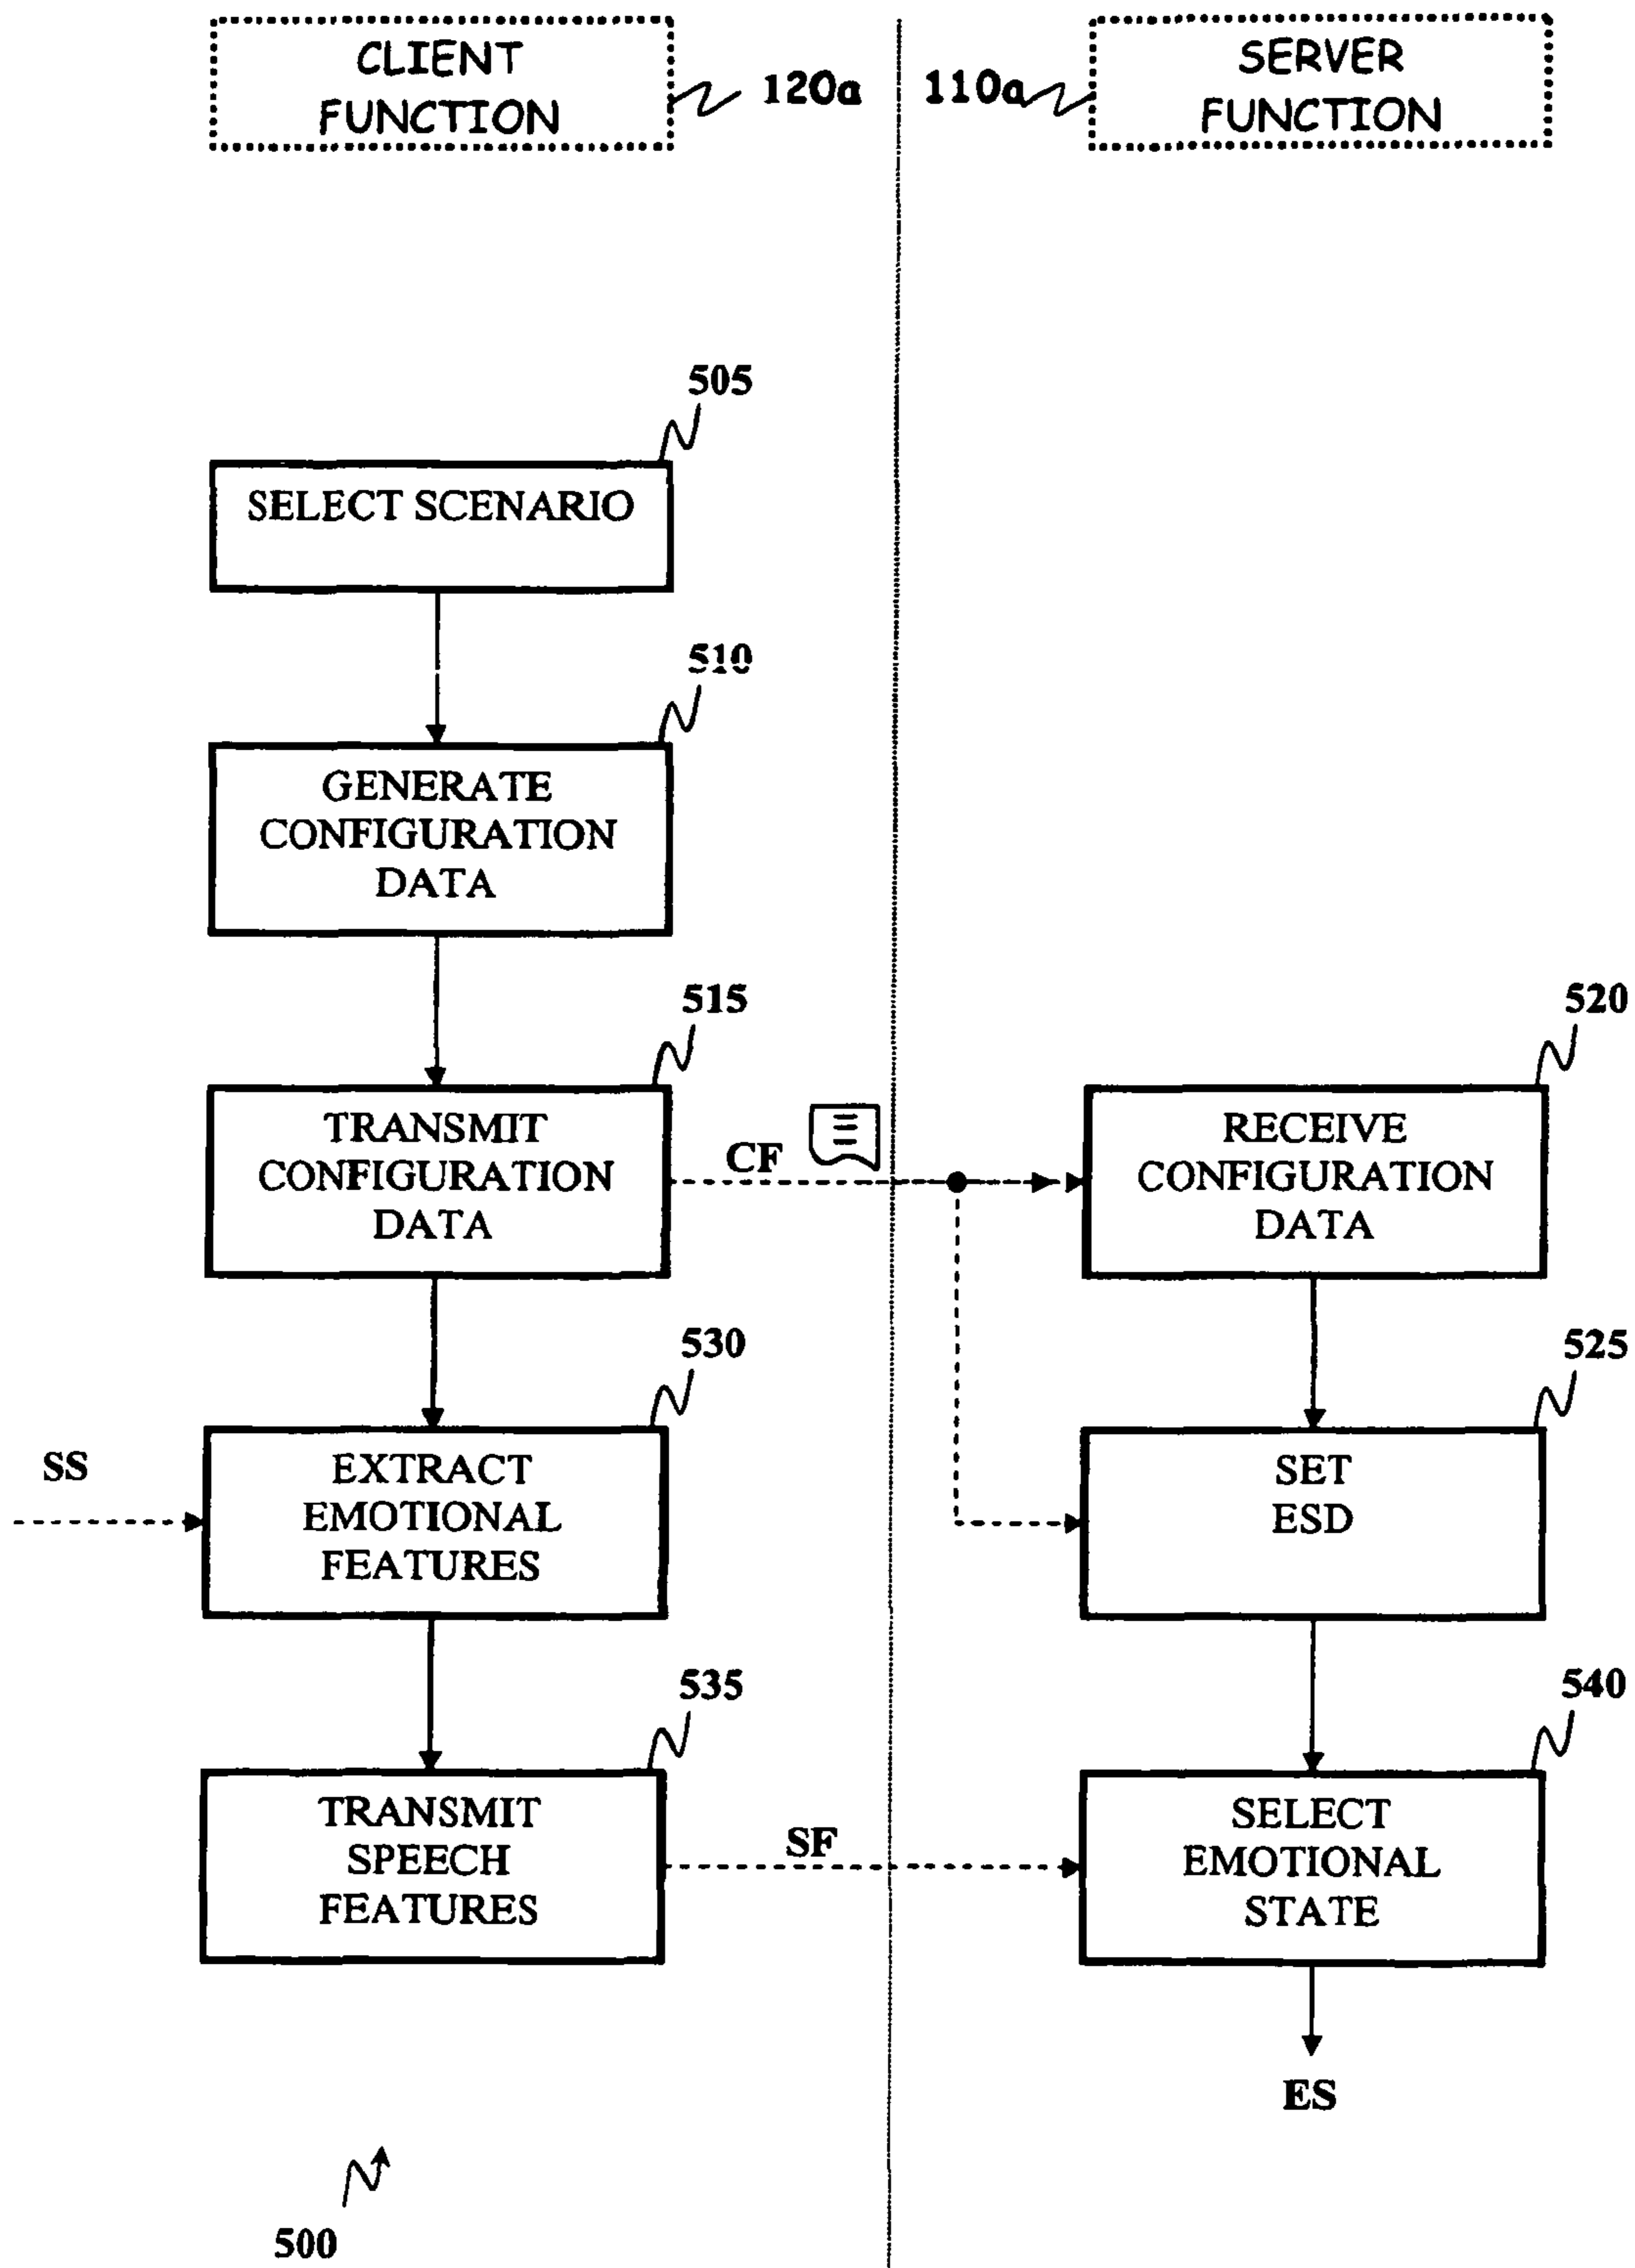 CLIENT
FUNCTION
120a
110a
SERVER
FUNCTION
505
SELECT SCENARIO
510
GENERATE
CONFIGURATION
DATA
515
TRANSMIT
CONFIGURATION
DATA
CF
520
RECEIVE
CONFIGURATION
DATA
530
SS
EXTRACT
EMOTIONAL
FEATURES
525
SET
ESD
535
TRANSMIT
SPEECH
FEATURES
SF
540
SELECT
EMOTIONAL
STATE
ES
500